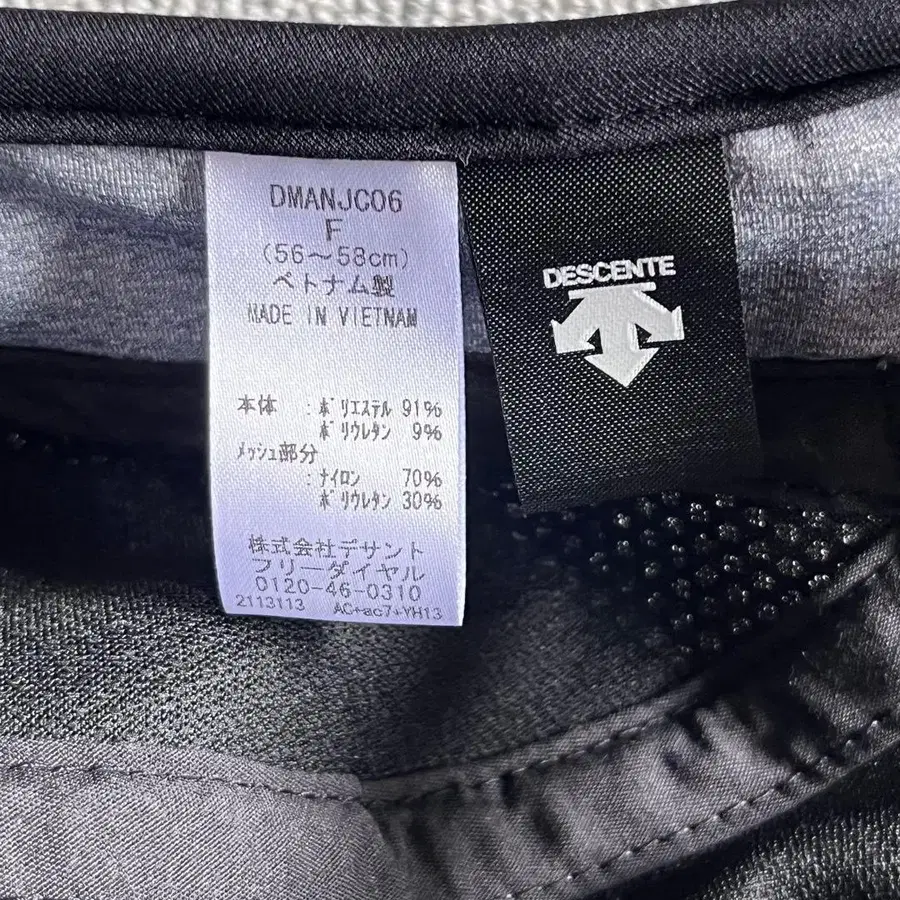 DMANJC06
F
(56～58cm)
ベトナム製
MADE IN VIETNAM
本体 :ポリエステル 91%
ポリウレタン 9%
メッシュ部分
:ナイロン 70%
ポリウレタン 30%
株式会社デサント
フリーダイヤル
0120-46-0310
2113113 AC+ac7+YH13
DESCENTE